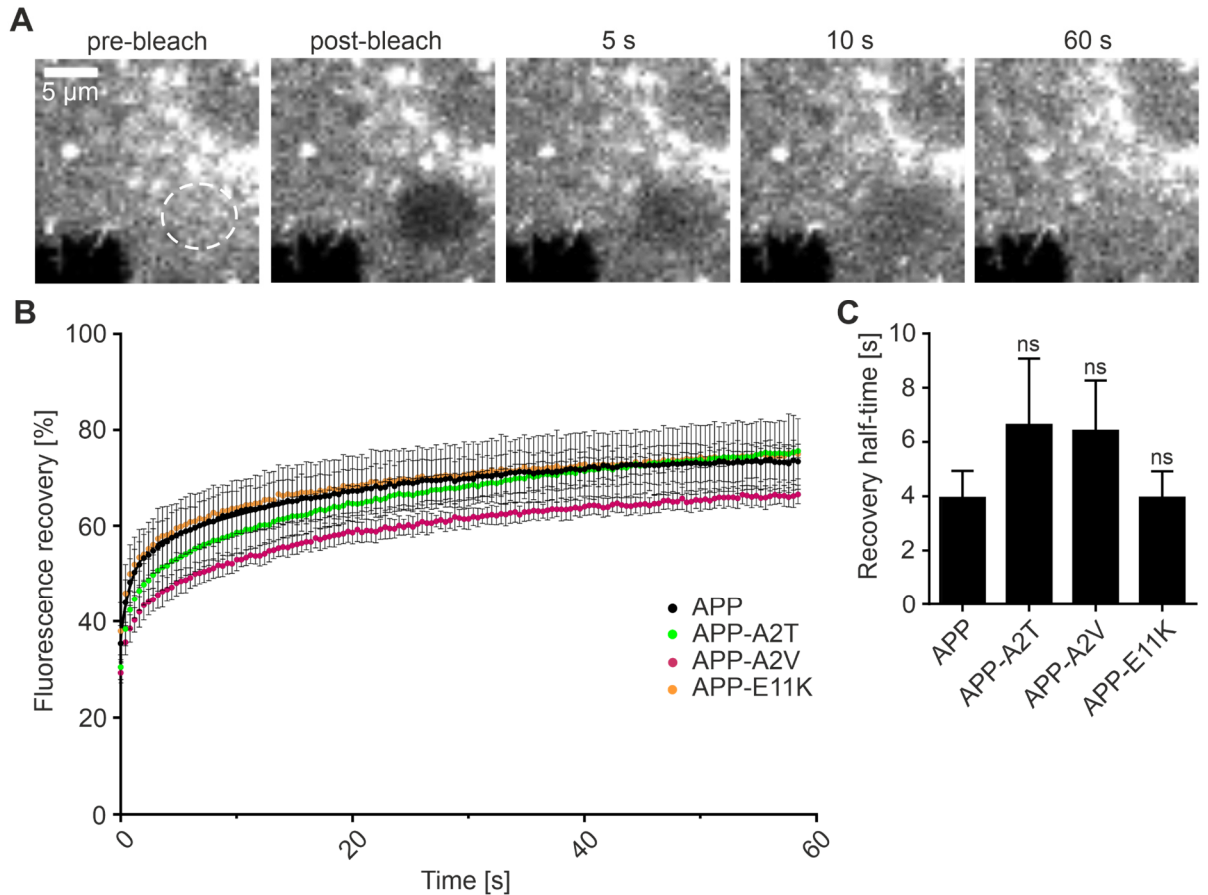 A
pre-bleach post-bleach 5 s 10 s 60 s
5 µm
B
100
80
60
40
20
0
Fluorescence recovery [%]
0 20 40 60
Time [s]
APP
APP-A2T
APP-A2V
APP-E11K
C
10
8
6
4
2
0
Recovery half-time [s]
ns ns ns
APP APP-A2T APP-A2V APP-E11K